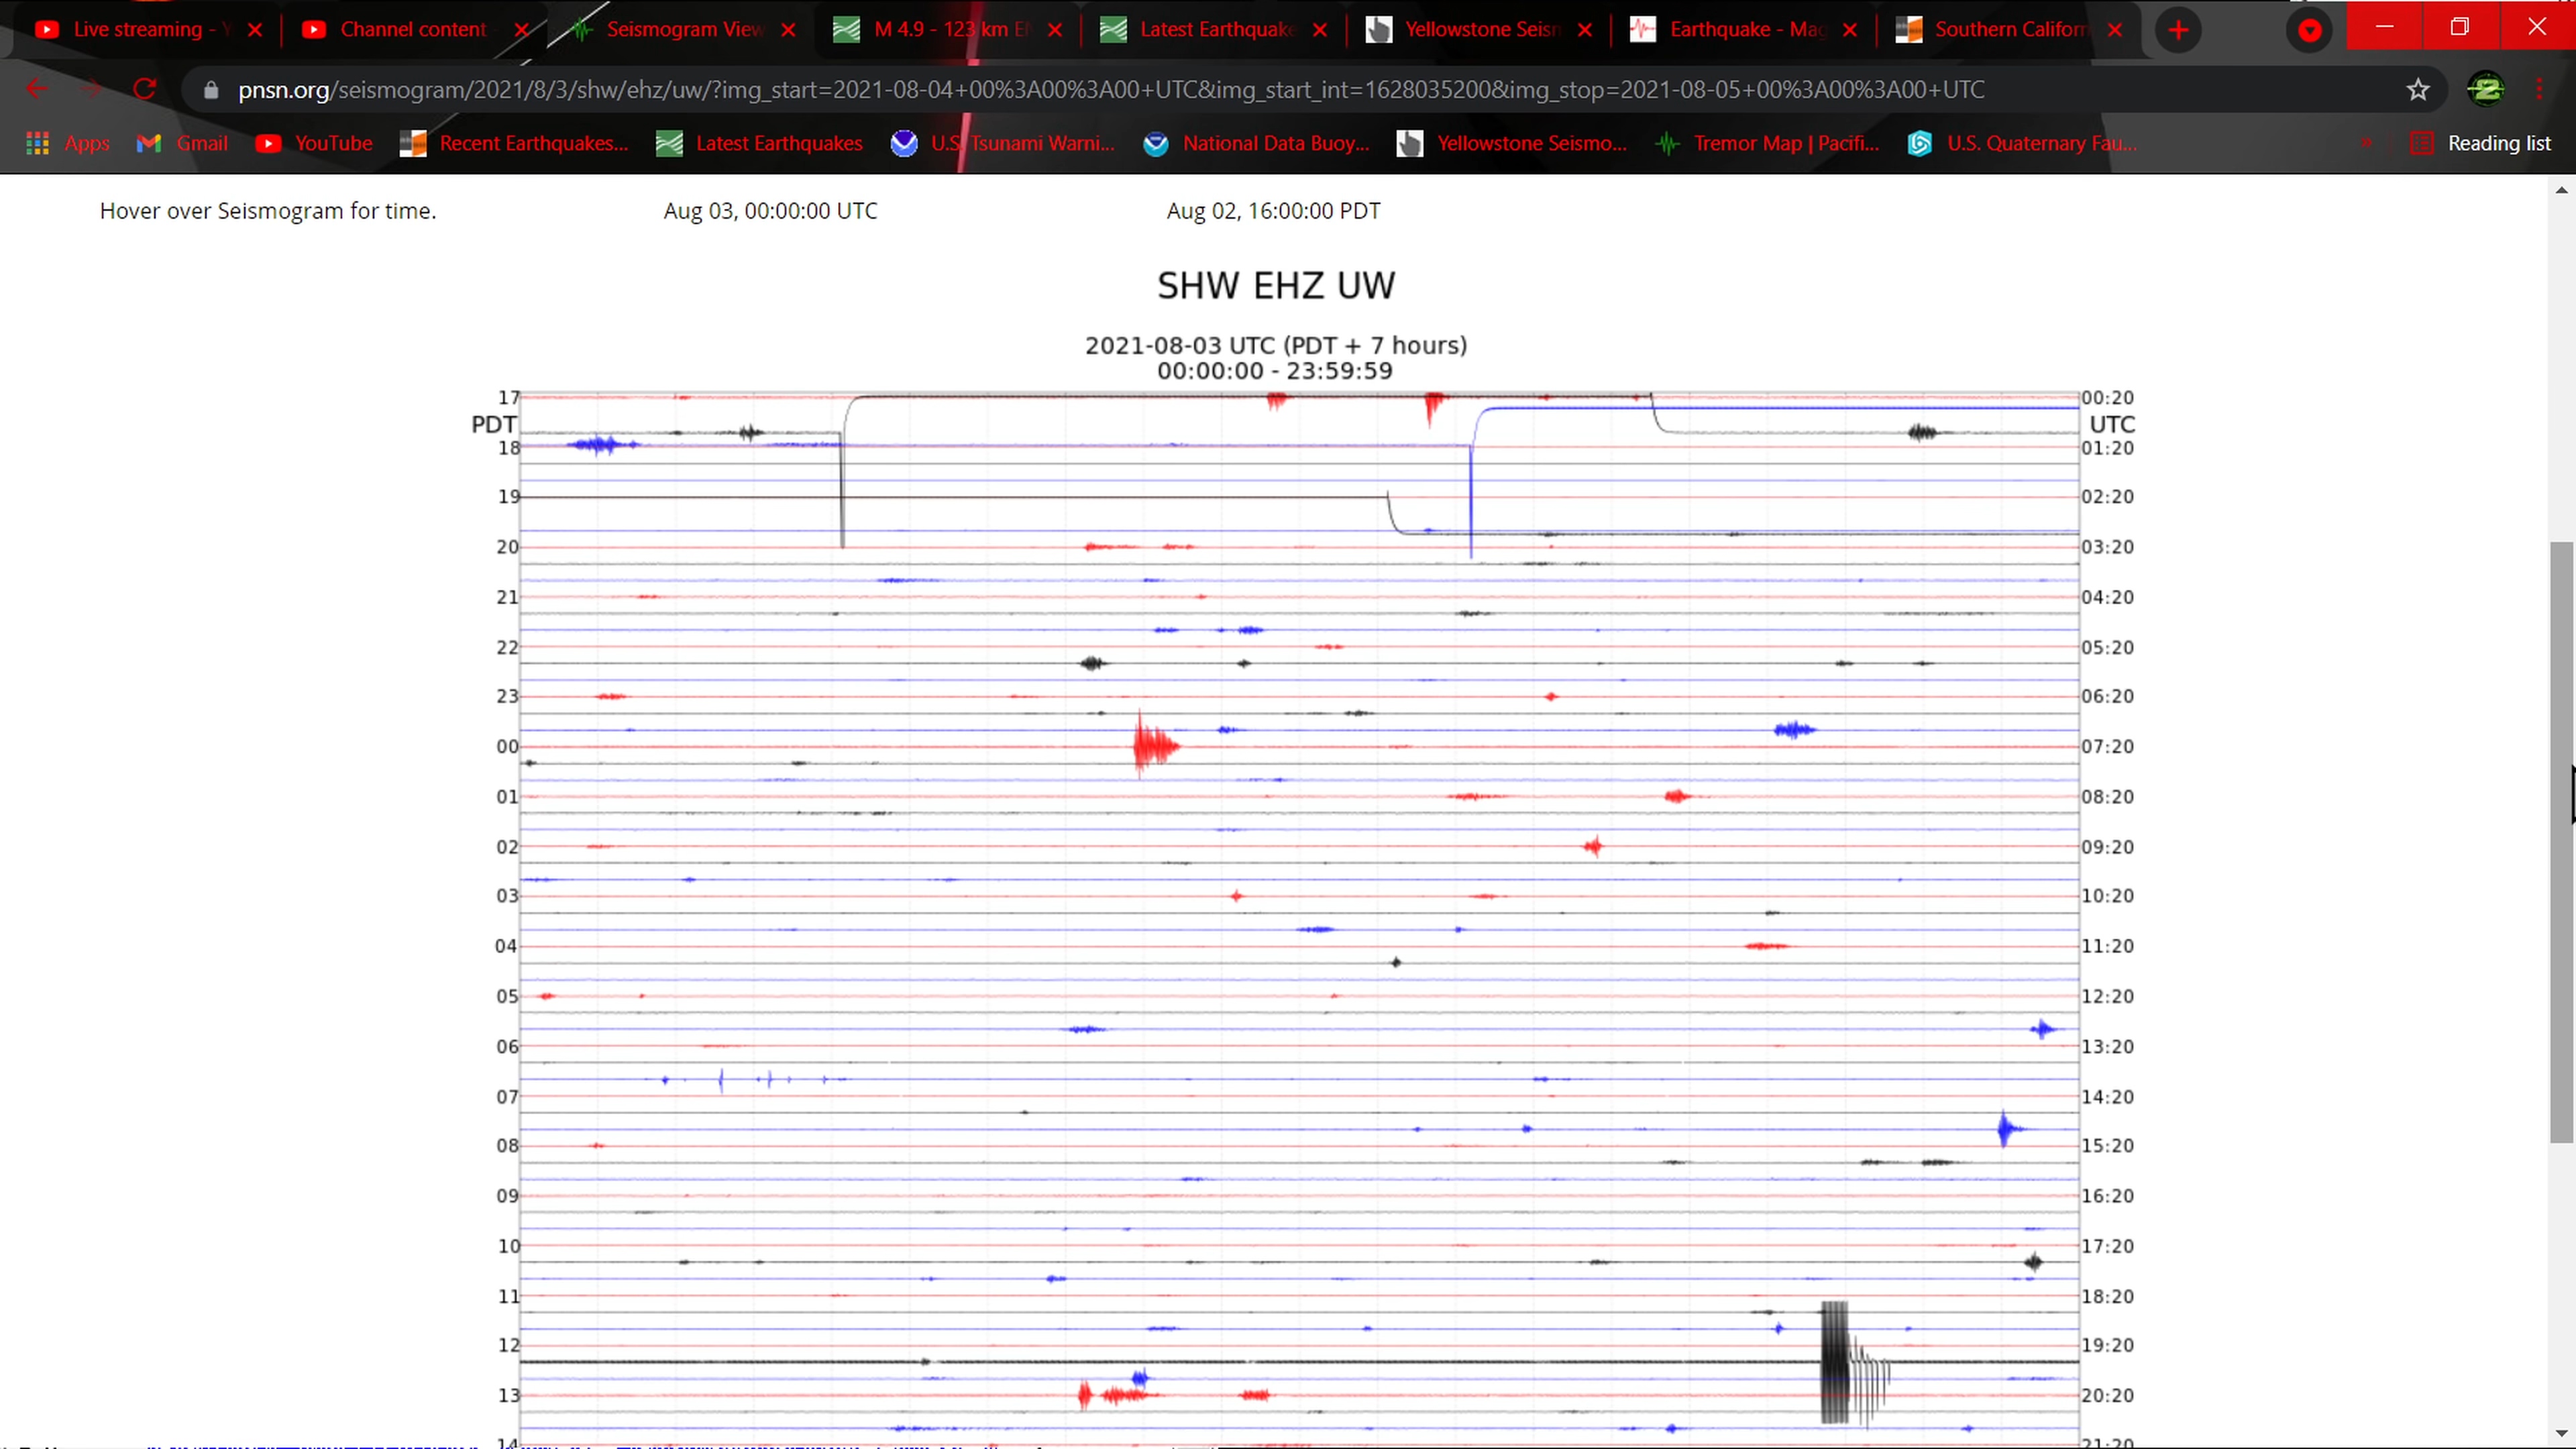 Live streaming - Y
Channel content
Seismogram View
M 4.9 - 123 km E
Latest Earthquake
Yellowstone Seism
Earthquake - Mag
Southern Californ
pnsn.org/seismogram/2021/8/3/shw/ehz/uw/?img_start=2021-08-04+00%3A00%3A00+UTC&img_start_int=1628035200&img_stop=2021-08-05+00%3A00%3A00+UTC
Apps
Gmail
YouTube
Recent Earthquakes...
Latest Earthquakes
U.S. Tsunami Warni...
National Data Buoy...
Yellowstone Seismo...
Tremor Map | Pacifi...
U.S. Quaternary Fau...
»
Reading list
Hover over Seismogram for time.
Aug 03, 00:00:00 UTC
Aug 02, 16:00:00 PDT
SHW EHZ UW
2021-08-03 UTC (PDT + 7 hours)
00:00:00 - 23:59:59
17 00:20
PDT UTC
18 01:20
19 02:20
20 03:20
21 04:20
22 05:20
23 06:20
00 07:20
01 08:20
02 09:20
03 10:20
04 11:20
05 12:20
06 13:20
07 14:20
08 15:20
09 16:20
10 17:20
11 18:20
12 19:20
13 20:20
14 21:20